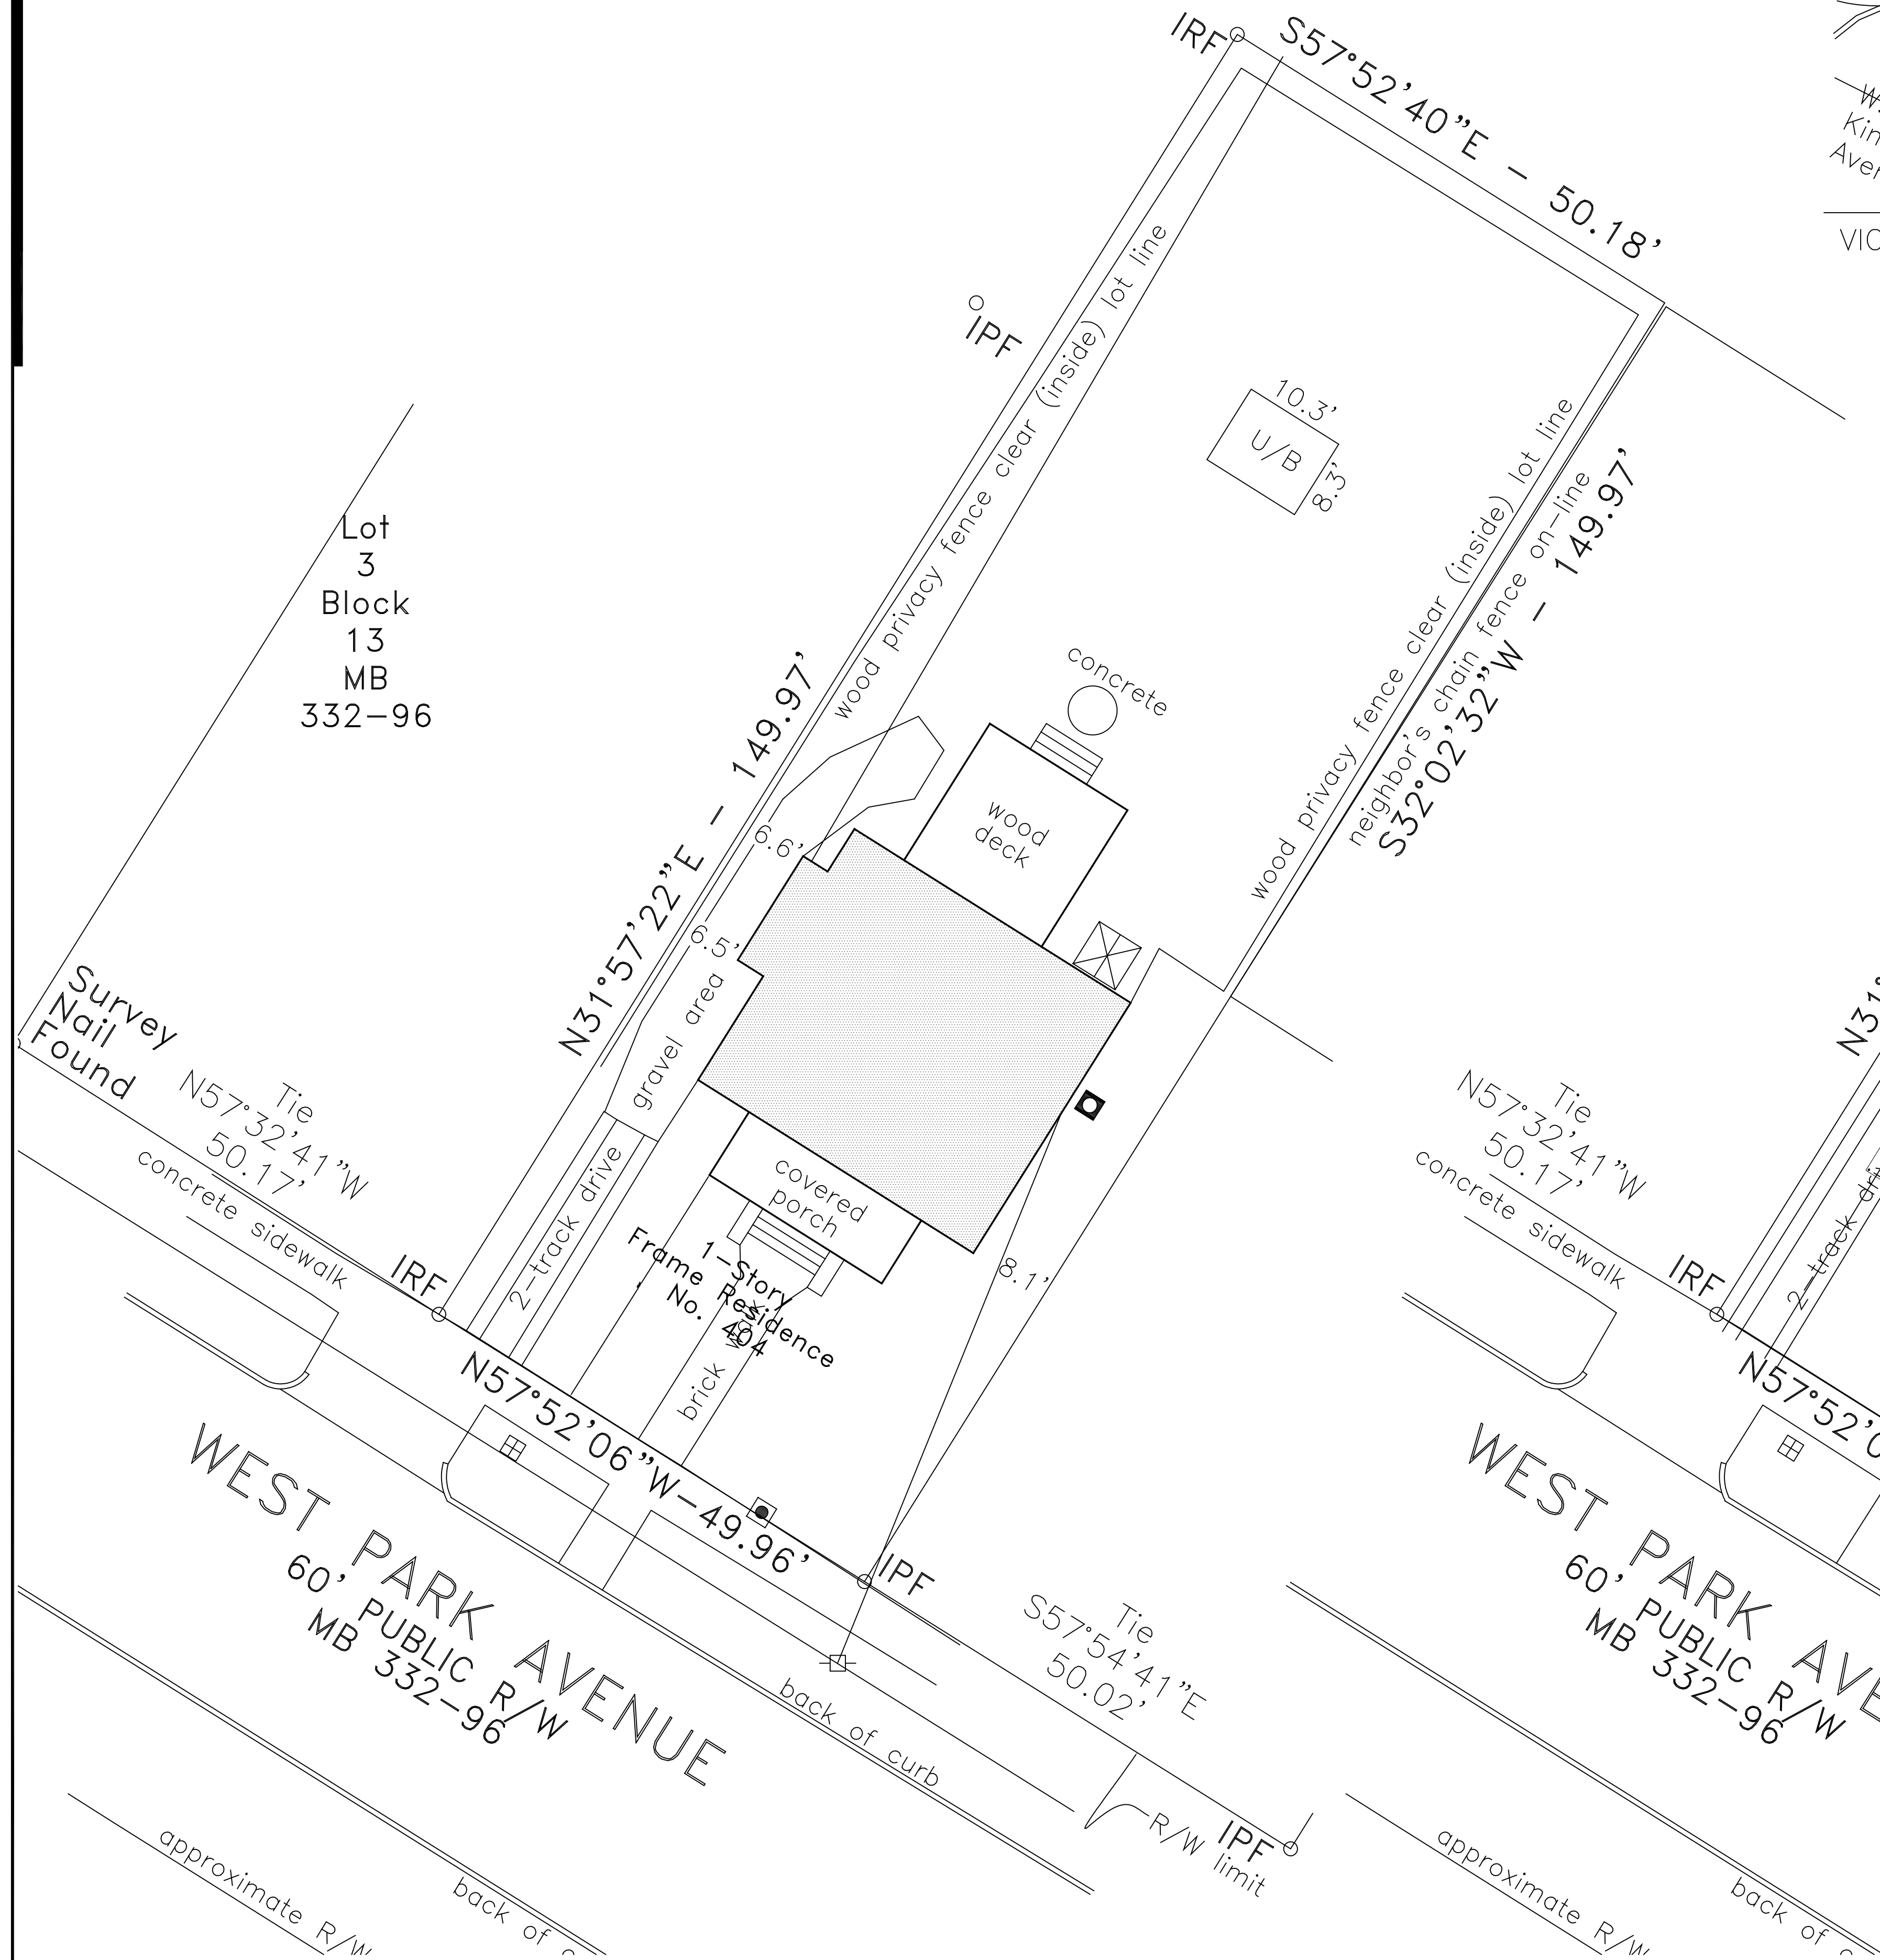 IRF
S57°52'40"E – 50.18'
IPF
wood privacy fence clear (inside) lot line
10.3'
U/B
8.3'
wood privacy fence clear (inside) lot line
neighbor's chain fence on-line
S32°02'32"W – 149.97'
N31°57'22"E – 149.97'
Lot
3
Block
13
MB
332-96
concrete
wood
deck
6.6'
6.5'
gravel area
Survey
Nail
Found
Tie
N57°32'41"W
50.17'
concrete sidewalk
IRF
2-track drive
covered
porch
1-Story
Frame Residence
No. 404
brick walk
8.1'
N57°52'06"W-49.96'
IPF
WEST PARK AVENUE
60' PUBLIC R/W
MB 332-96
Tie
S57°54'41"E
50.02'
back of curb
R/W limit
IPF
approximate R/W
back of
VIC
Tie
N57°32'41"W
50.17'
concrete sidewalk
IRF
N31°
2-track
N57°52'0
WEST PARK AVE
60' PUBLIC R/W
MB 332-96
approximate R/W
back of